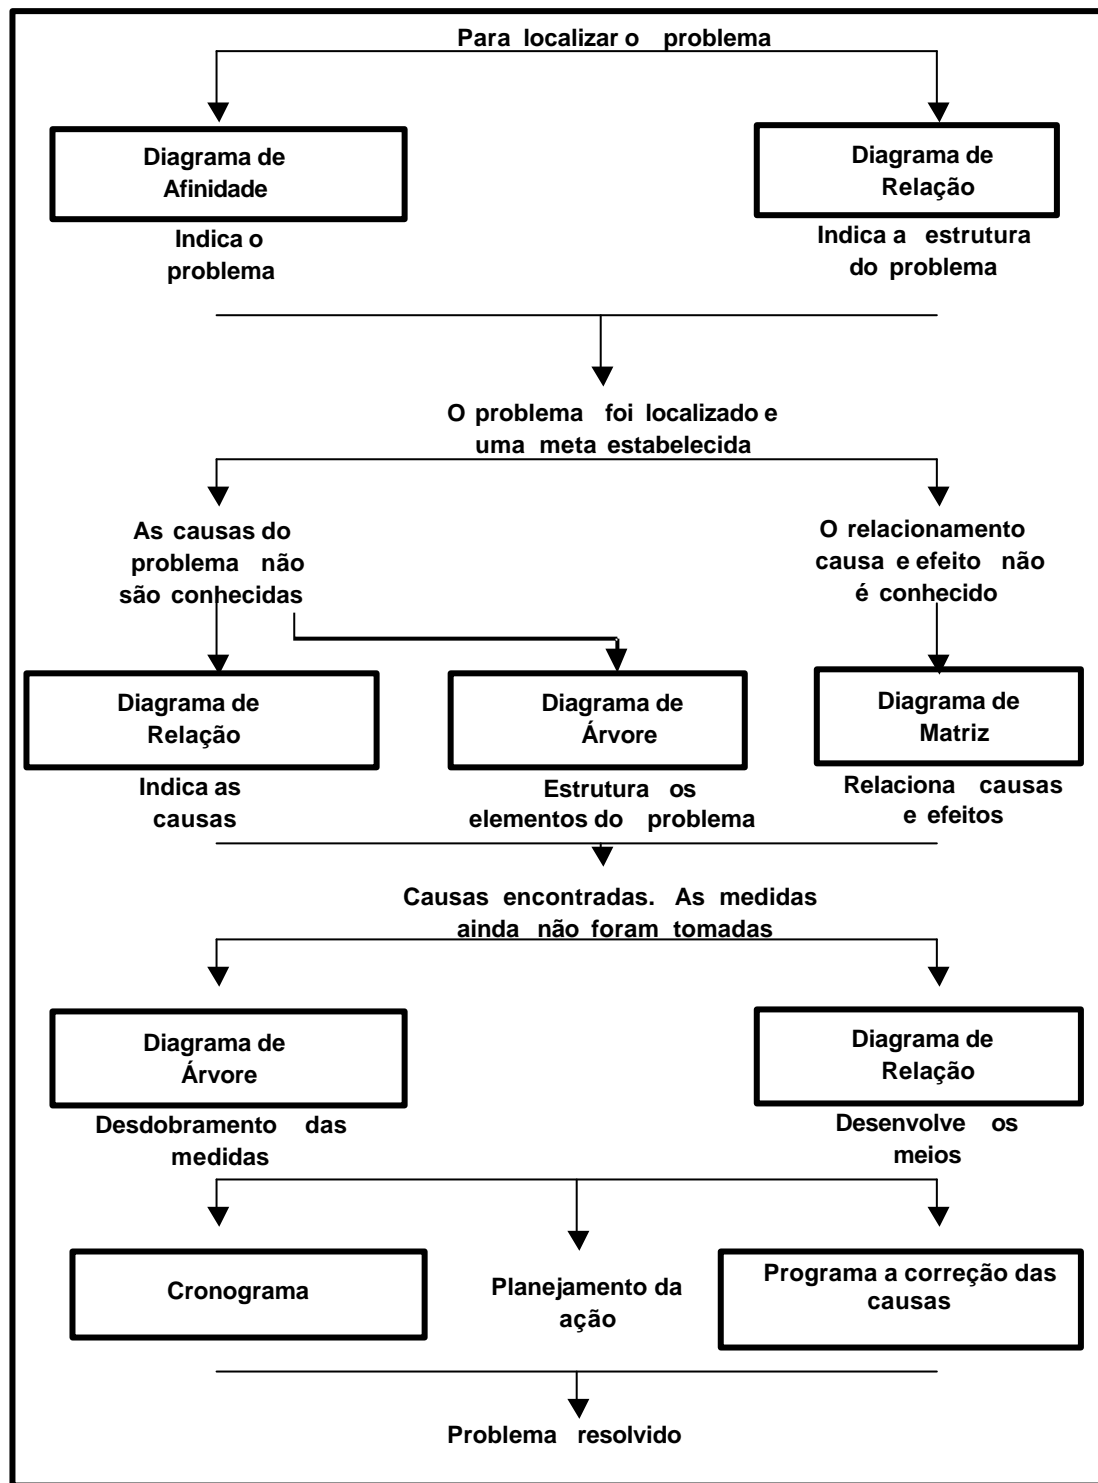 Para localizar o problema
Diagrama de
Afinidade
Diagrama de
Relação
Indica o
problema
Indica a estrutura
do problema
O problema foi localizado e
uma meta estabelecida
As causas do
problema não
são conhecidas
O relacionamento
causa e efeito não
é conhecido
Diagrama de
Relação
Diagrama de
Árvore
Diagrama de
Matriz
Indica as
causas
Estrutura os
elementos do problema
Relaciona causas
e efeitos
Causas encontradas. As medidas
ainda não foram tomadas
Diagrama de
Árvore
Diagrama de
Relação
Desdobramento das
medidas
Desenvolve os
meios
Cronograma
Planejamento da
ação
Programa a correção das
causas
Problema resolvido